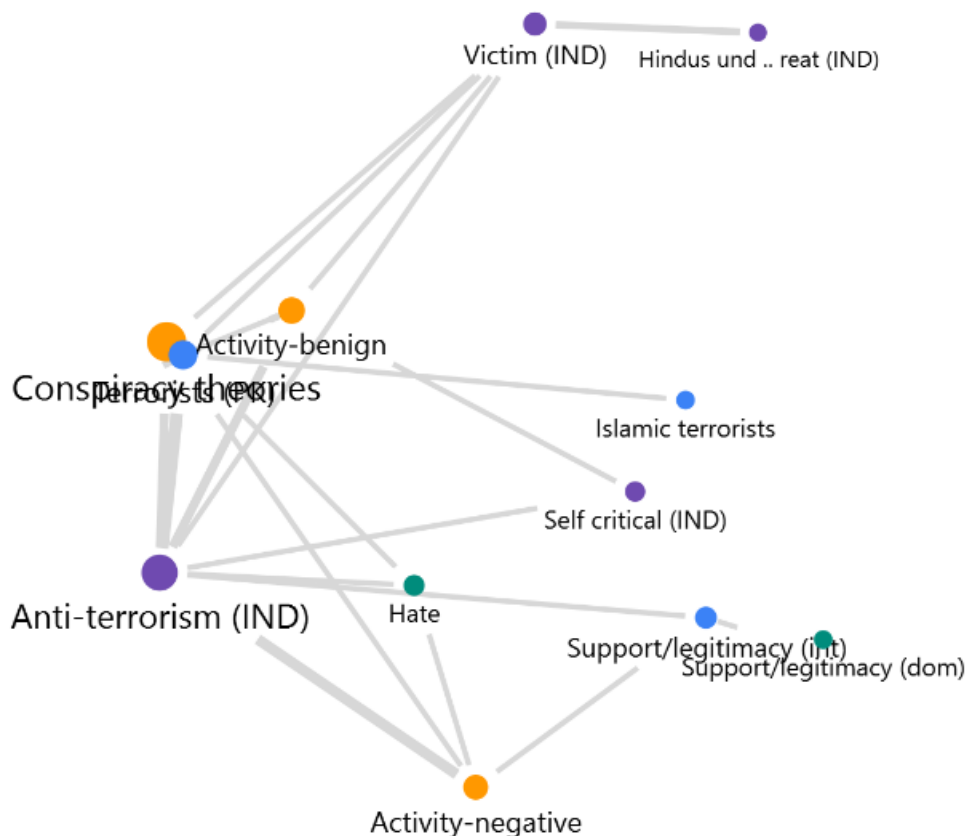 Victim (IND)
Hindus und .. reat (IND)
Activity-benign
Conspiracy theories
Terrorists (PK)
Islamic terrorists
Self critical (IND)
Anti-terrorism (IND)
Hate
Support/legitimacy (int)
Support/legitimacy (dom)
Activity-negative